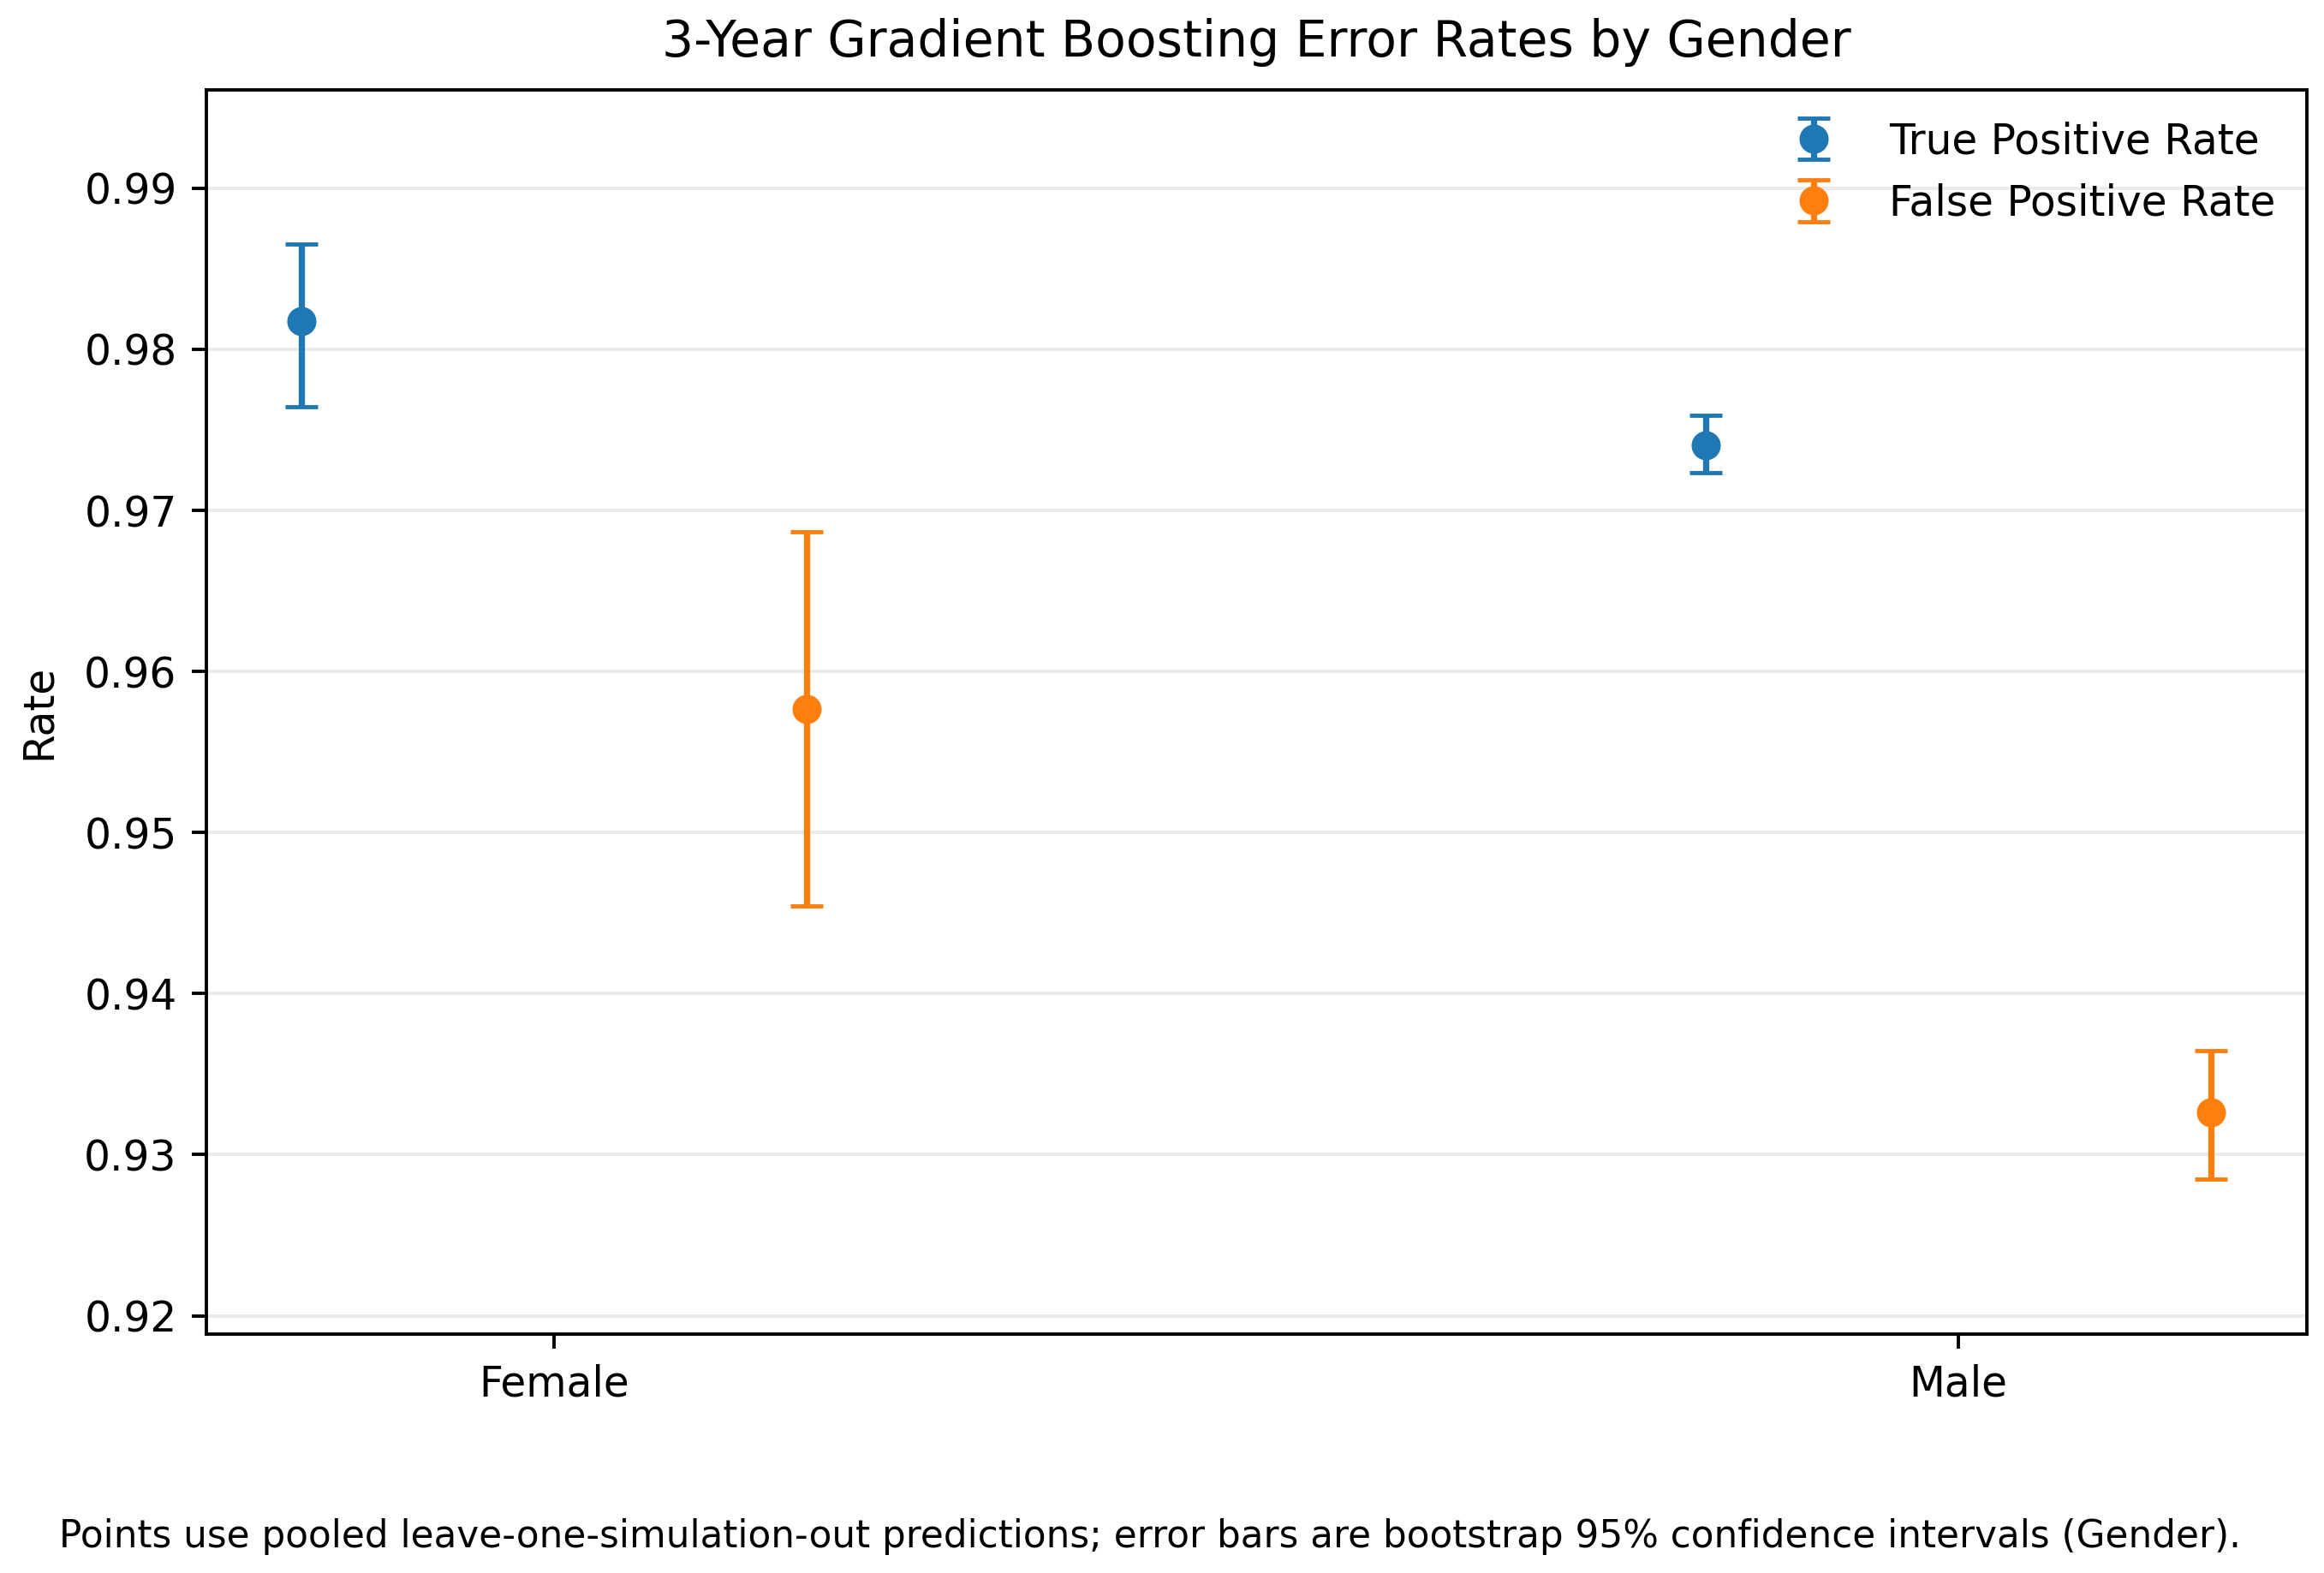 3-Year Gradient Boosting Error Rates by Gender
True Positive Rate
False Positive Rate
0.99
0.98
0.97
0.96
0.95
0.94
0.93
0.92
Rate
Female
Male
Points use pooled leave-one-simulation-out predictions; error bars are bootstrap 95% confidence intervals (Gender).